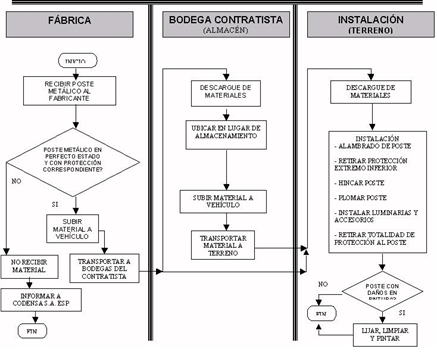 FÁBRICA
INICIO
RECIBIR POSTE
METÁLICO AL
FABRICANTE
POSTE METÁLICO EN
PERFECTO ESTADO
Y CON PROTECCIÓN
CORRESPONDIENTE?
NO
SI
SUBIR
MATERIAL A
VEHÍCULO
NO RECIBIR
MATERIAL
TRANSPORTAR A
BODEGAS DEL
CONTRATISTA
INFORMAR A
CODENSA S.A. ESP
FIN
BODEGA CONTRATISTA
(ALMACÉN)
DESCARGUE DE
MATERIALES
UBICAR EN LUGAR DE
ALMACENAMIENTO
SUBIR MATERIAL A
VEHÍCULO
TRANSPORTAR
MATERIAL A
TERRENO
INSTALACIÓN
(TERRENO)
DESCARGUE DE
MATERIALES
INSTALACIÓN
- ALAMBRADO DE POSTE
- RETIRAR PROTECCIÓN
EXTREMO INFERIOR
- HINCAR POSTE
- PLOMAR POSTE
- INSTALAR LUMINARIAS Y
ACCESORIOS
- RETIRAR TOTALIDAD DE
PROTECCIÓN AL POSTE
POSTE CON
DAÑOS EN
PINTURA?
NO
SI
FIN
LIJAR, LIMPIAR
Y PINTAR